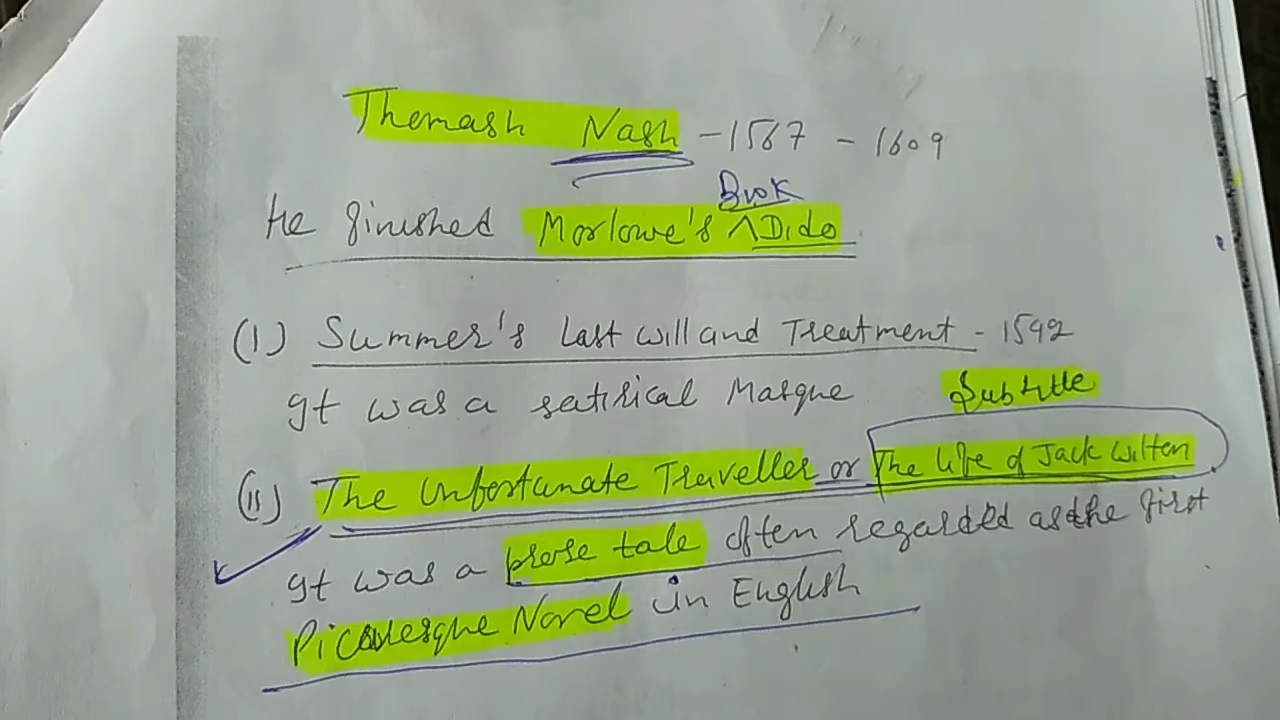 Themash Nash - 1567 - 1609
Book
He finished Marlowe's ^ Dido
(I) Summer's Last will and Treatment - 1592
It was a satirical Masque
Subtitle
(II) The Unfortunate Traveller or The life of Jack Wilten
It was a prose tale often regarded as the first
Picaresque Novel in English